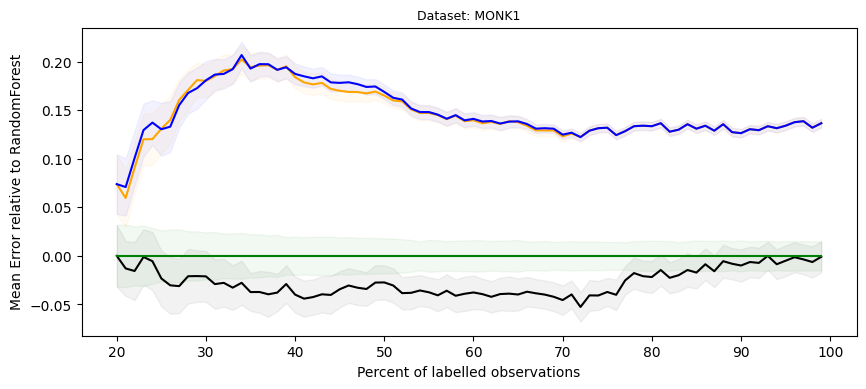 Dataset: MONK1
Mean Error relative to RandomForest
0.20
0.15
0.10
0.05
0.00
−0.05
20 30 40 50 60 70 80 90 100
Percent of labelled observations